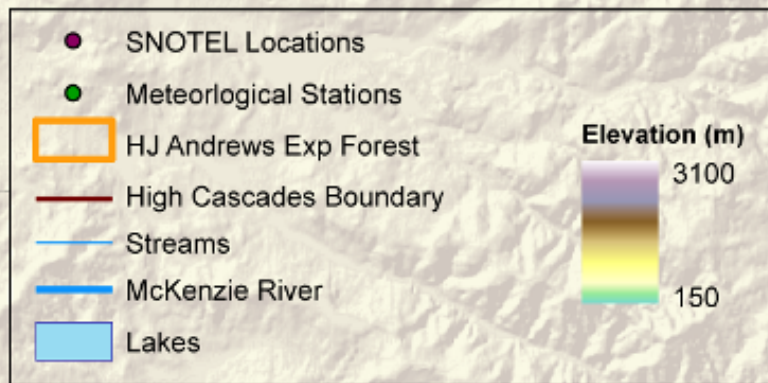 SNOTEL Locations
Meteorlogical Stations
HJ Andrews Exp Forest
High Cascades Boundary
Streams
McKenzie River
Lakes
Elevation (m)
3100
150